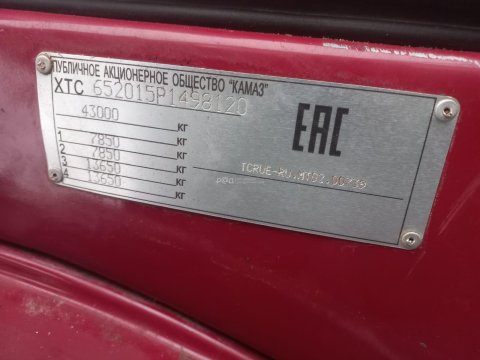 ПУБЛИЧНОЕ АКЦИОНЕРНОЕ ОБЩЕСТВО "КАМАЗ"
XTC 652015P1498120
43000 кг
1 7850 кг
2 7850 кг
3 13650 кг
4 13650 кг
EAC